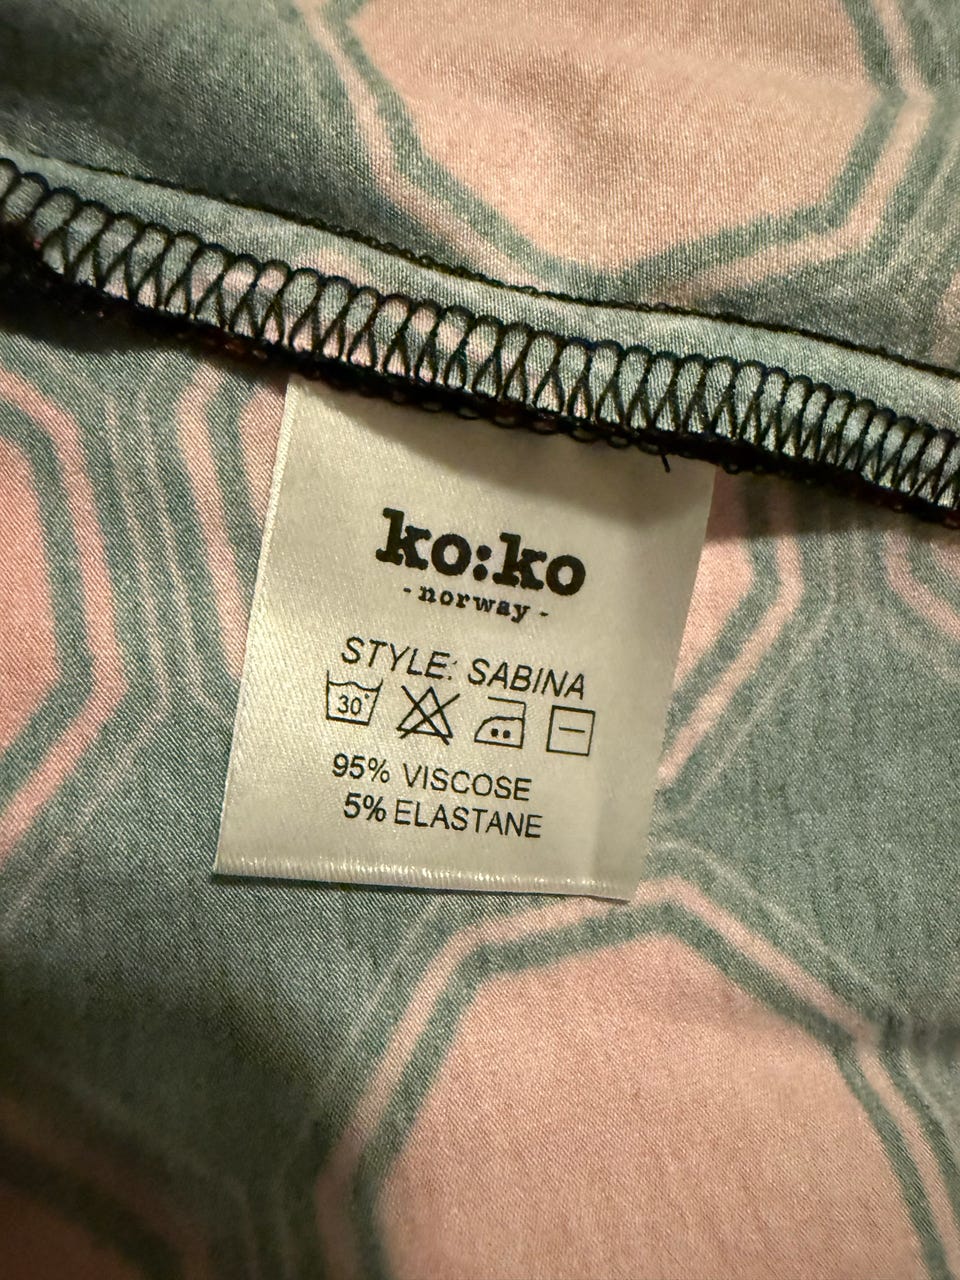 ko:ko
- norway -
STYLE: SABINA
30°
95% VISCOSE
5% ELASTANE